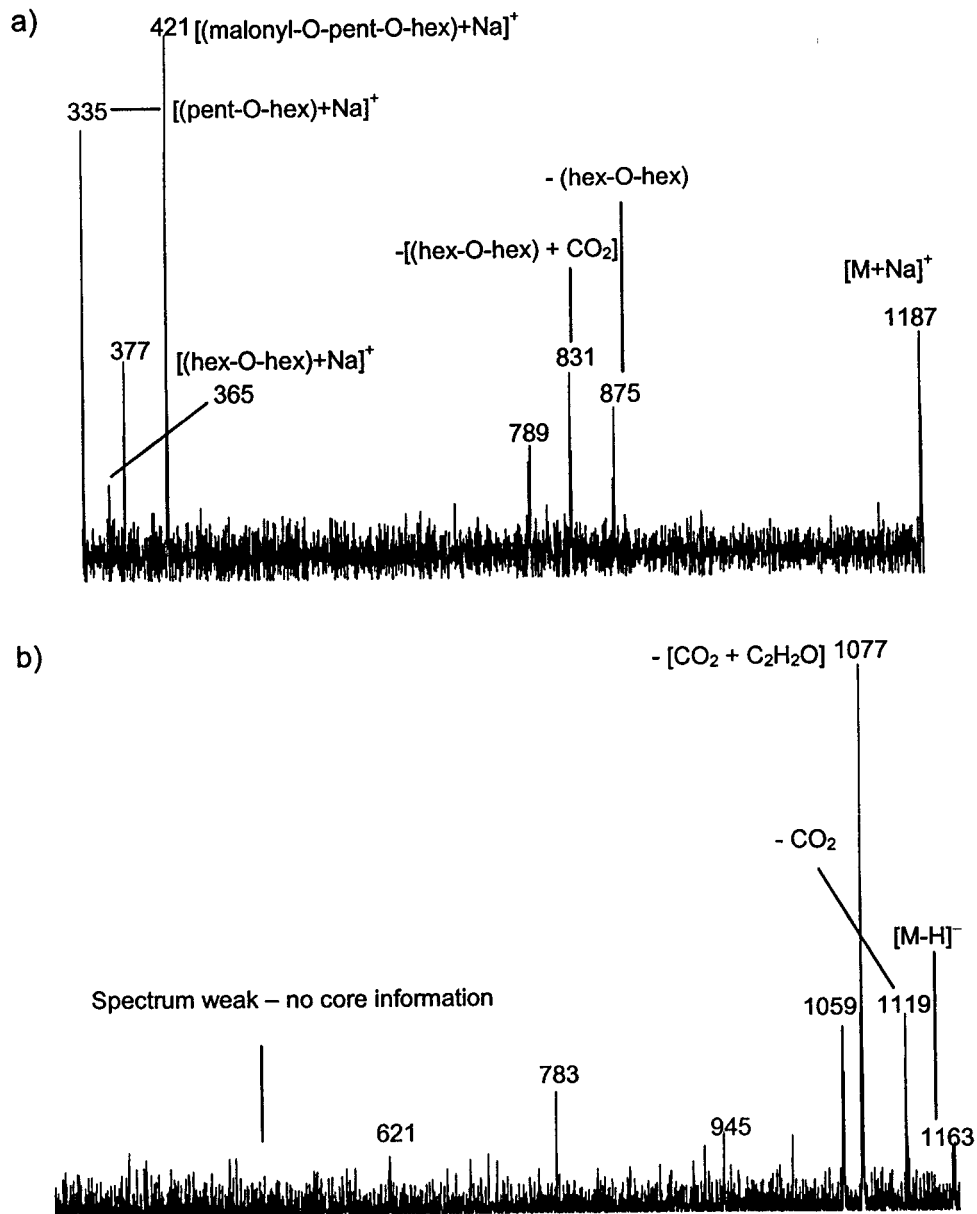 a)
421 [(malonyl-O-pent-O-hex)+Na]⁺
335 [(pent-O-hex)+Na]⁺
- (hex-O-hex)
-[(hex-O-hex) + CO₂]
[M+Na]⁺
1187
377
[(hex-O-hex)+Na]⁺
365
831
875
789
b)
- [CO₂ + C₂H₂O] 1077
- CO₂
[M-H]⁻
Spectrum weak – no core information
1059
1119
783
621
945
1163